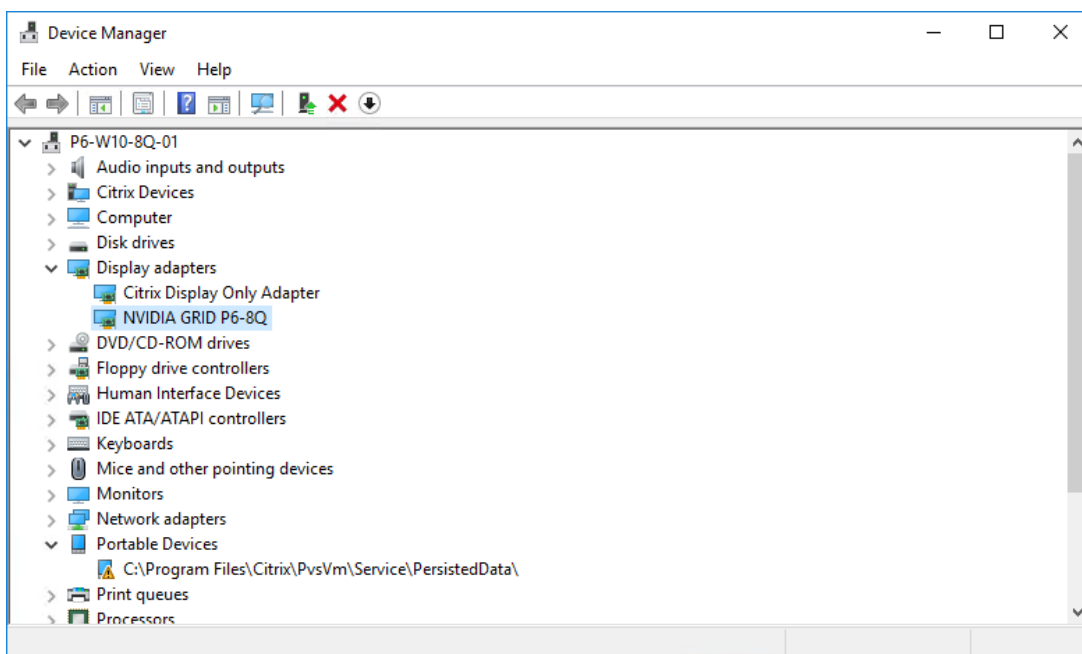 Device Manager
File Action View Help
P6-W10-8Q-01
Audio inputs and outputs
Citrix Devices
Computer
Disk drives
Display adapters
Citrix Display Only Adapter
NVIDIA GRID P6-8Q
DVD/CD-ROM drives
Floppy drive controllers
Human Interface Devices
IDE ATA/ATAPI controllers
Keyboards
Mice and other pointing devices
Monitors
Network adapters
Portable Devices
C:\Program Files\Citrix\PvsVm\Service\PersistedData\
Print queues
Processors